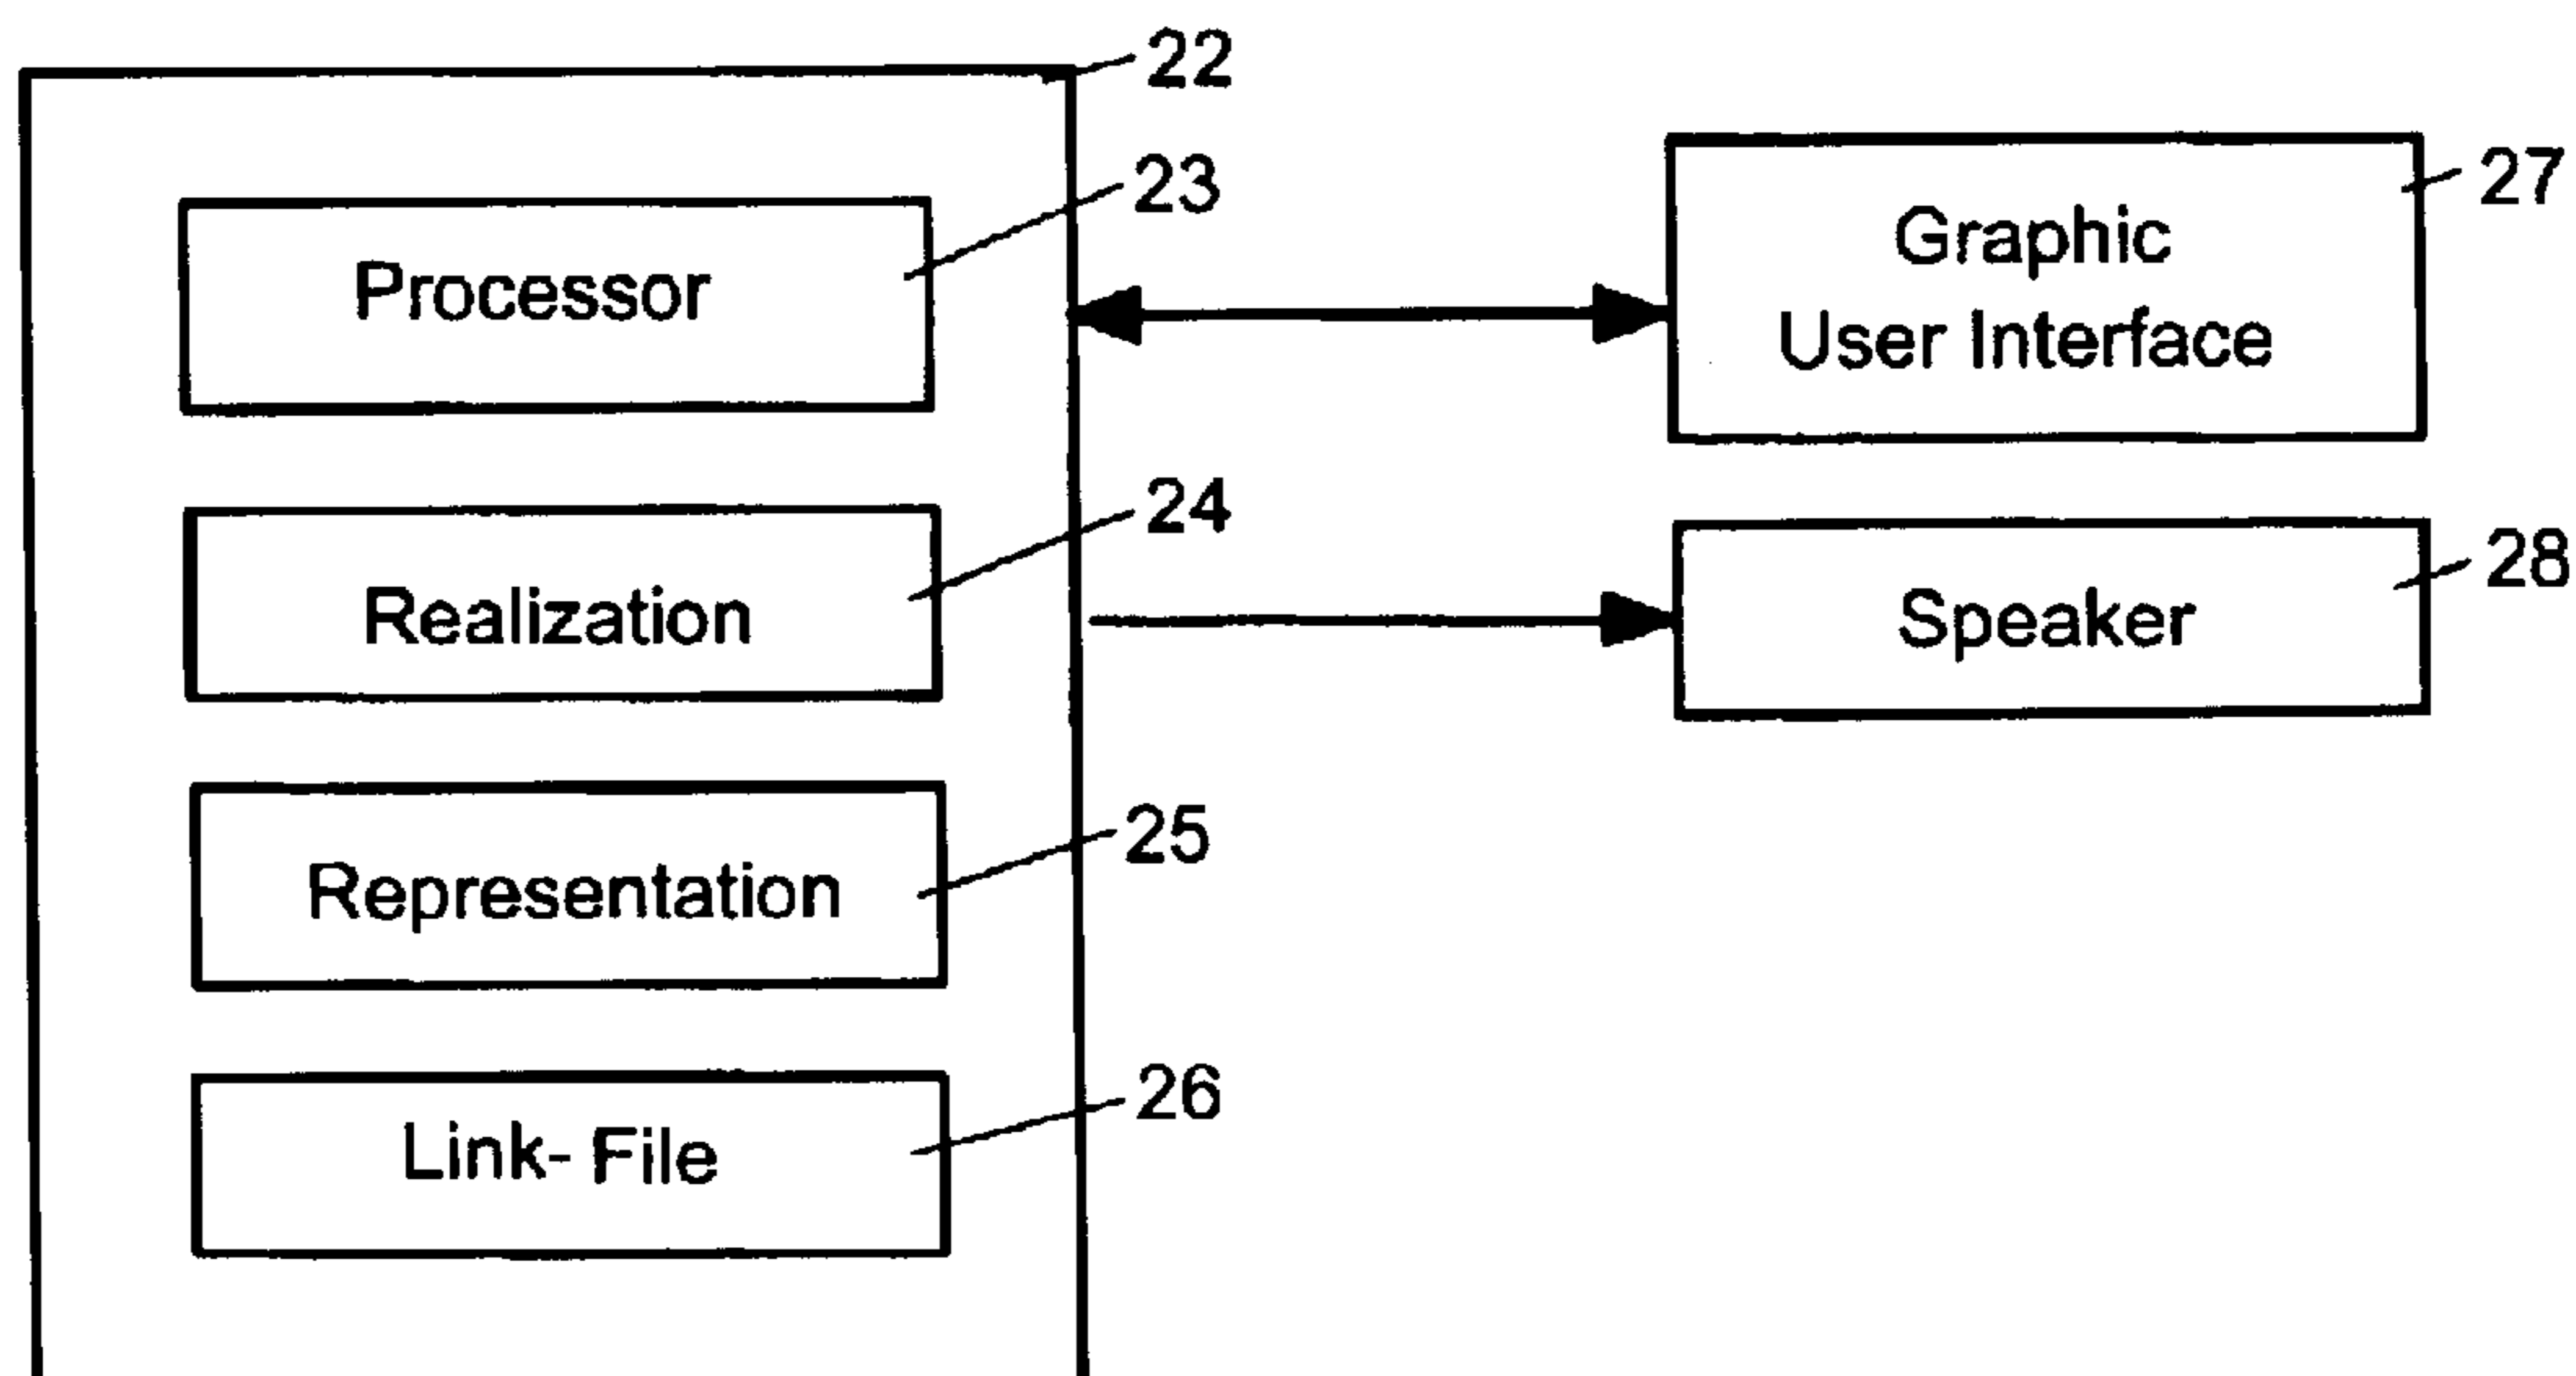 22
Processor
23
Realization
24
Representation
25
Link- File
26
Graphic
User Interface
27
Speaker
28